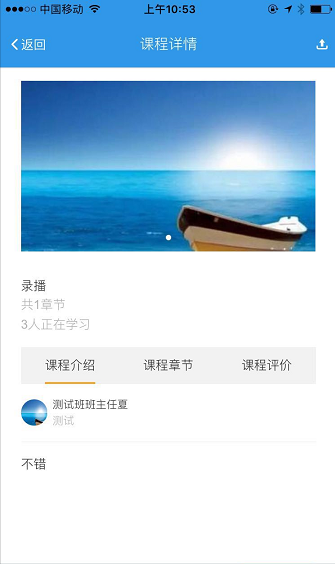 中国移动 上午10:53
返回 课程详情
录播
共1章节
3人正在学习
课程介绍 课程章节 课程评价
测试班班主任夏
测试
不错